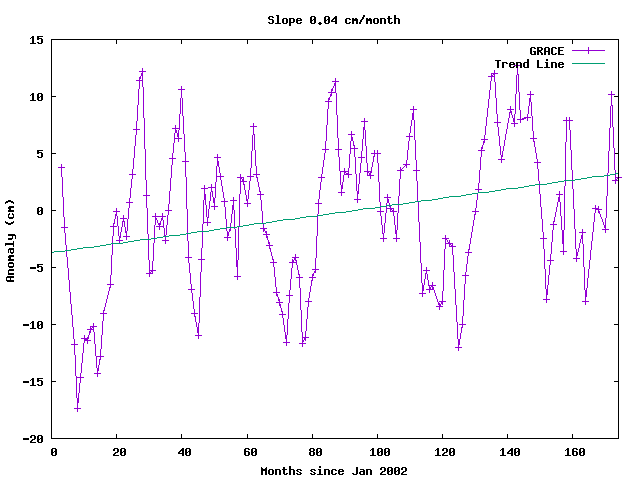 Slope 0.04 cm/month
GRACE
Trend Line
15
10
5
0
-5
-10
-15
-20
Anomaly (cm)
0 20 40 60 80 100 120 140 160
Months since Jan 2002